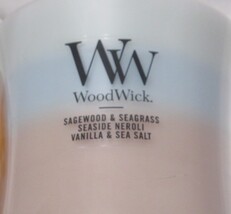 WW
WoodWick.
SAGEWOOD & SEAGRASS
SEASIDE NEROLI
VANILLA & SEA SALT